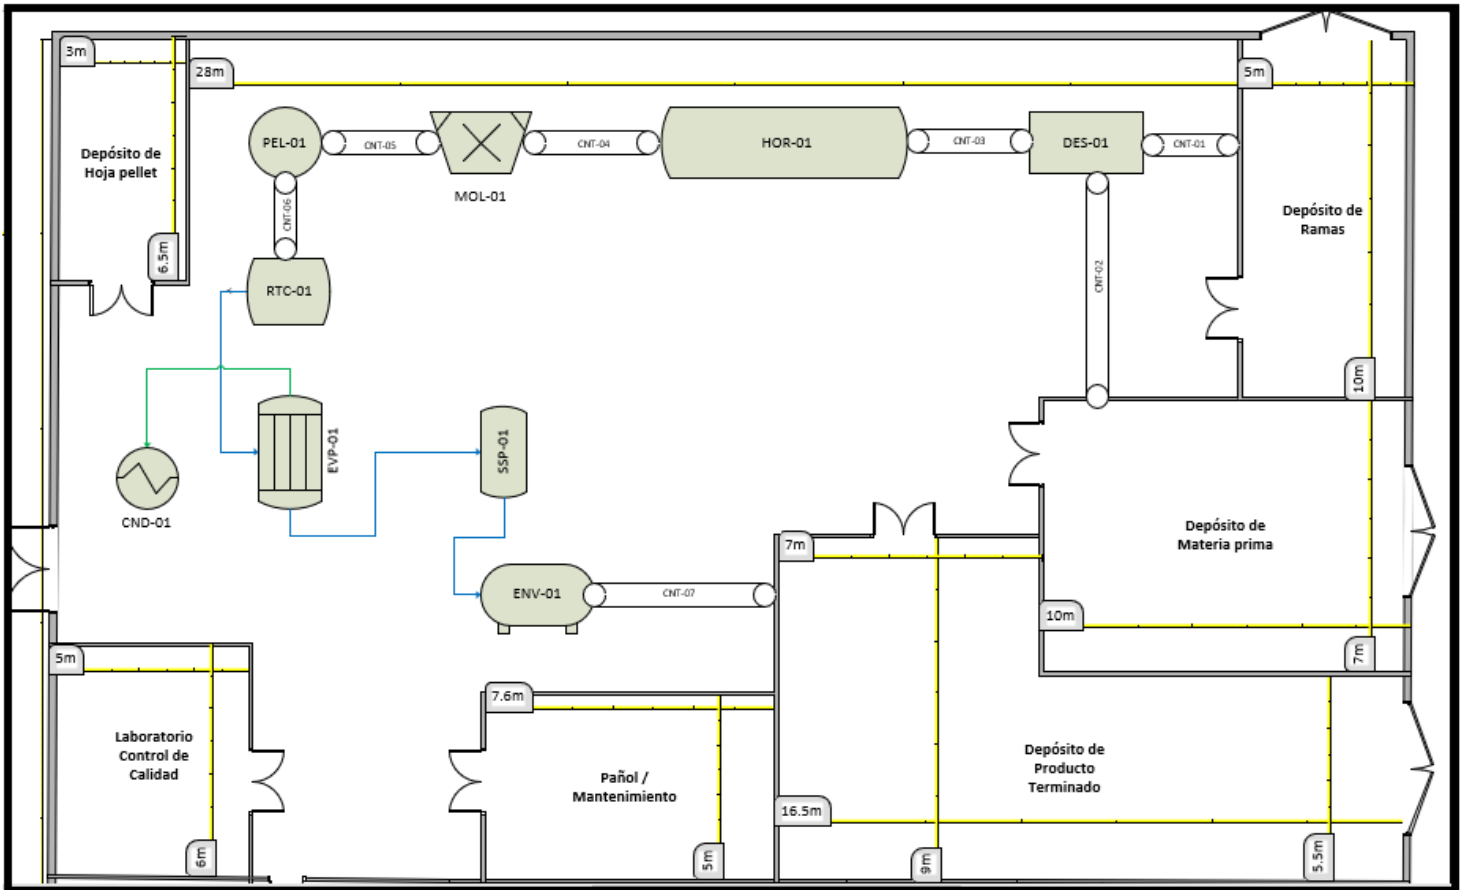 3m
28m
5m
PEL-01
CNT-05
MOL-01
CNT-04
HOR-01
CNT-03
DES-01
CNT-01
Depósito de
Hoja pellet
6.5m
CNT-06
RTC-01
CNT-02
Depósito de
Ramas
10m
EVP-01
CND-01
SSP-01
ENV-01
CNT-07
7m
Depósito de
Materia prima
10m
7m
5m
Laboratorio
Control de
Calidad
6m
7.6m
Pañol /
Mantenimiento
5m
16.5m
9m
Depósito de
Producto
Terminado
5.5m